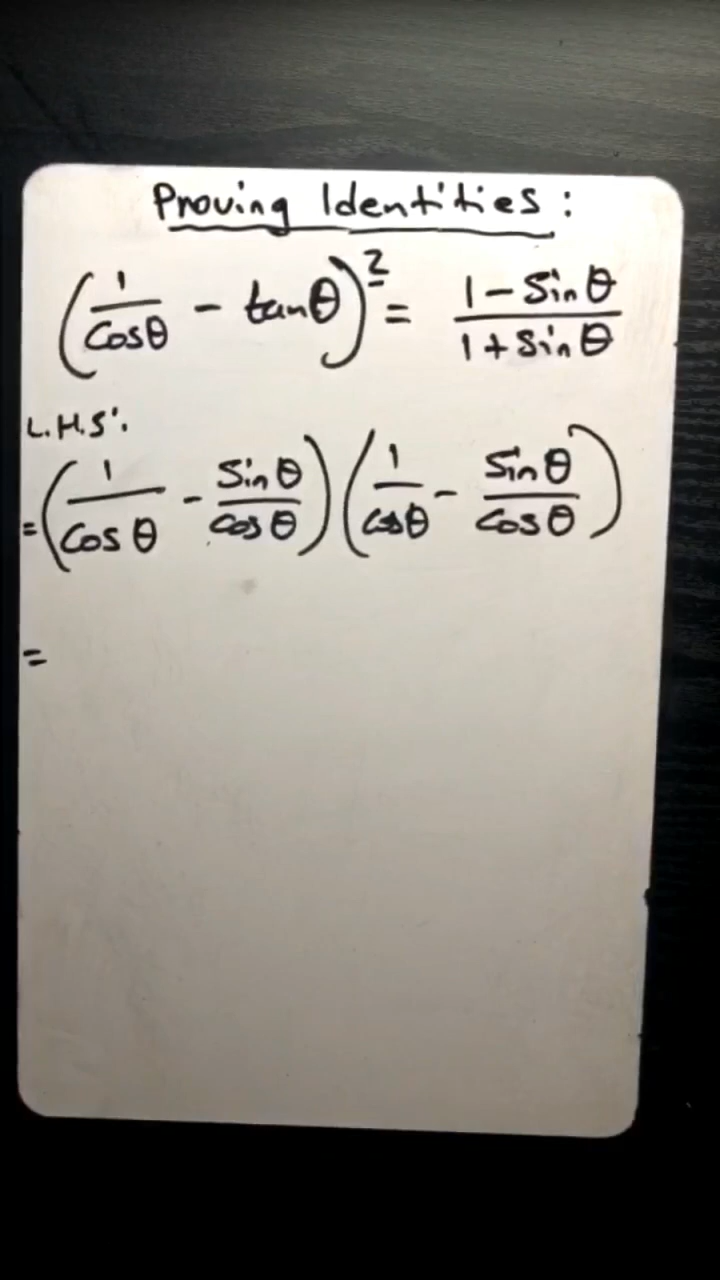 Proving Identities:
(1/cosθ - tanθ)² = (1 - sinθ)/(1 + sinθ)
L.H.S:
= (1/cosθ - sinθ/cosθ)(1/cosθ - sinθ/cosθ)
=